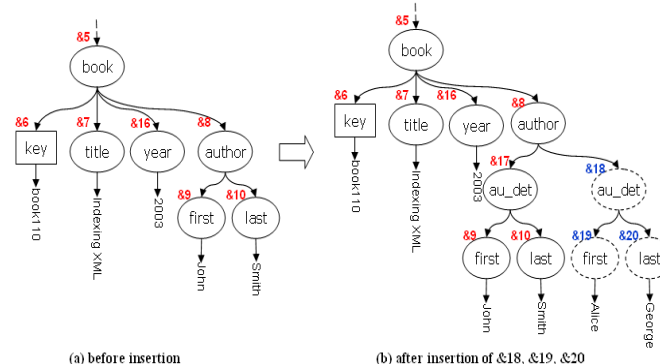 &5
book
&6
&7
&16
&8
key
title
year
author
&9
&10
first
last
book110
Indexing XML
2003
John
Smith
(a) before insertion
&5
book
&6
&7
&16
&8
key
title
year
author
&17
&18
au_det
au_det
&9
&10
&19
&20
first
last
first
last
book110
Indexing XML
2003
John
Smith
Alice
George
(b) after insertion of &18, &19, &20